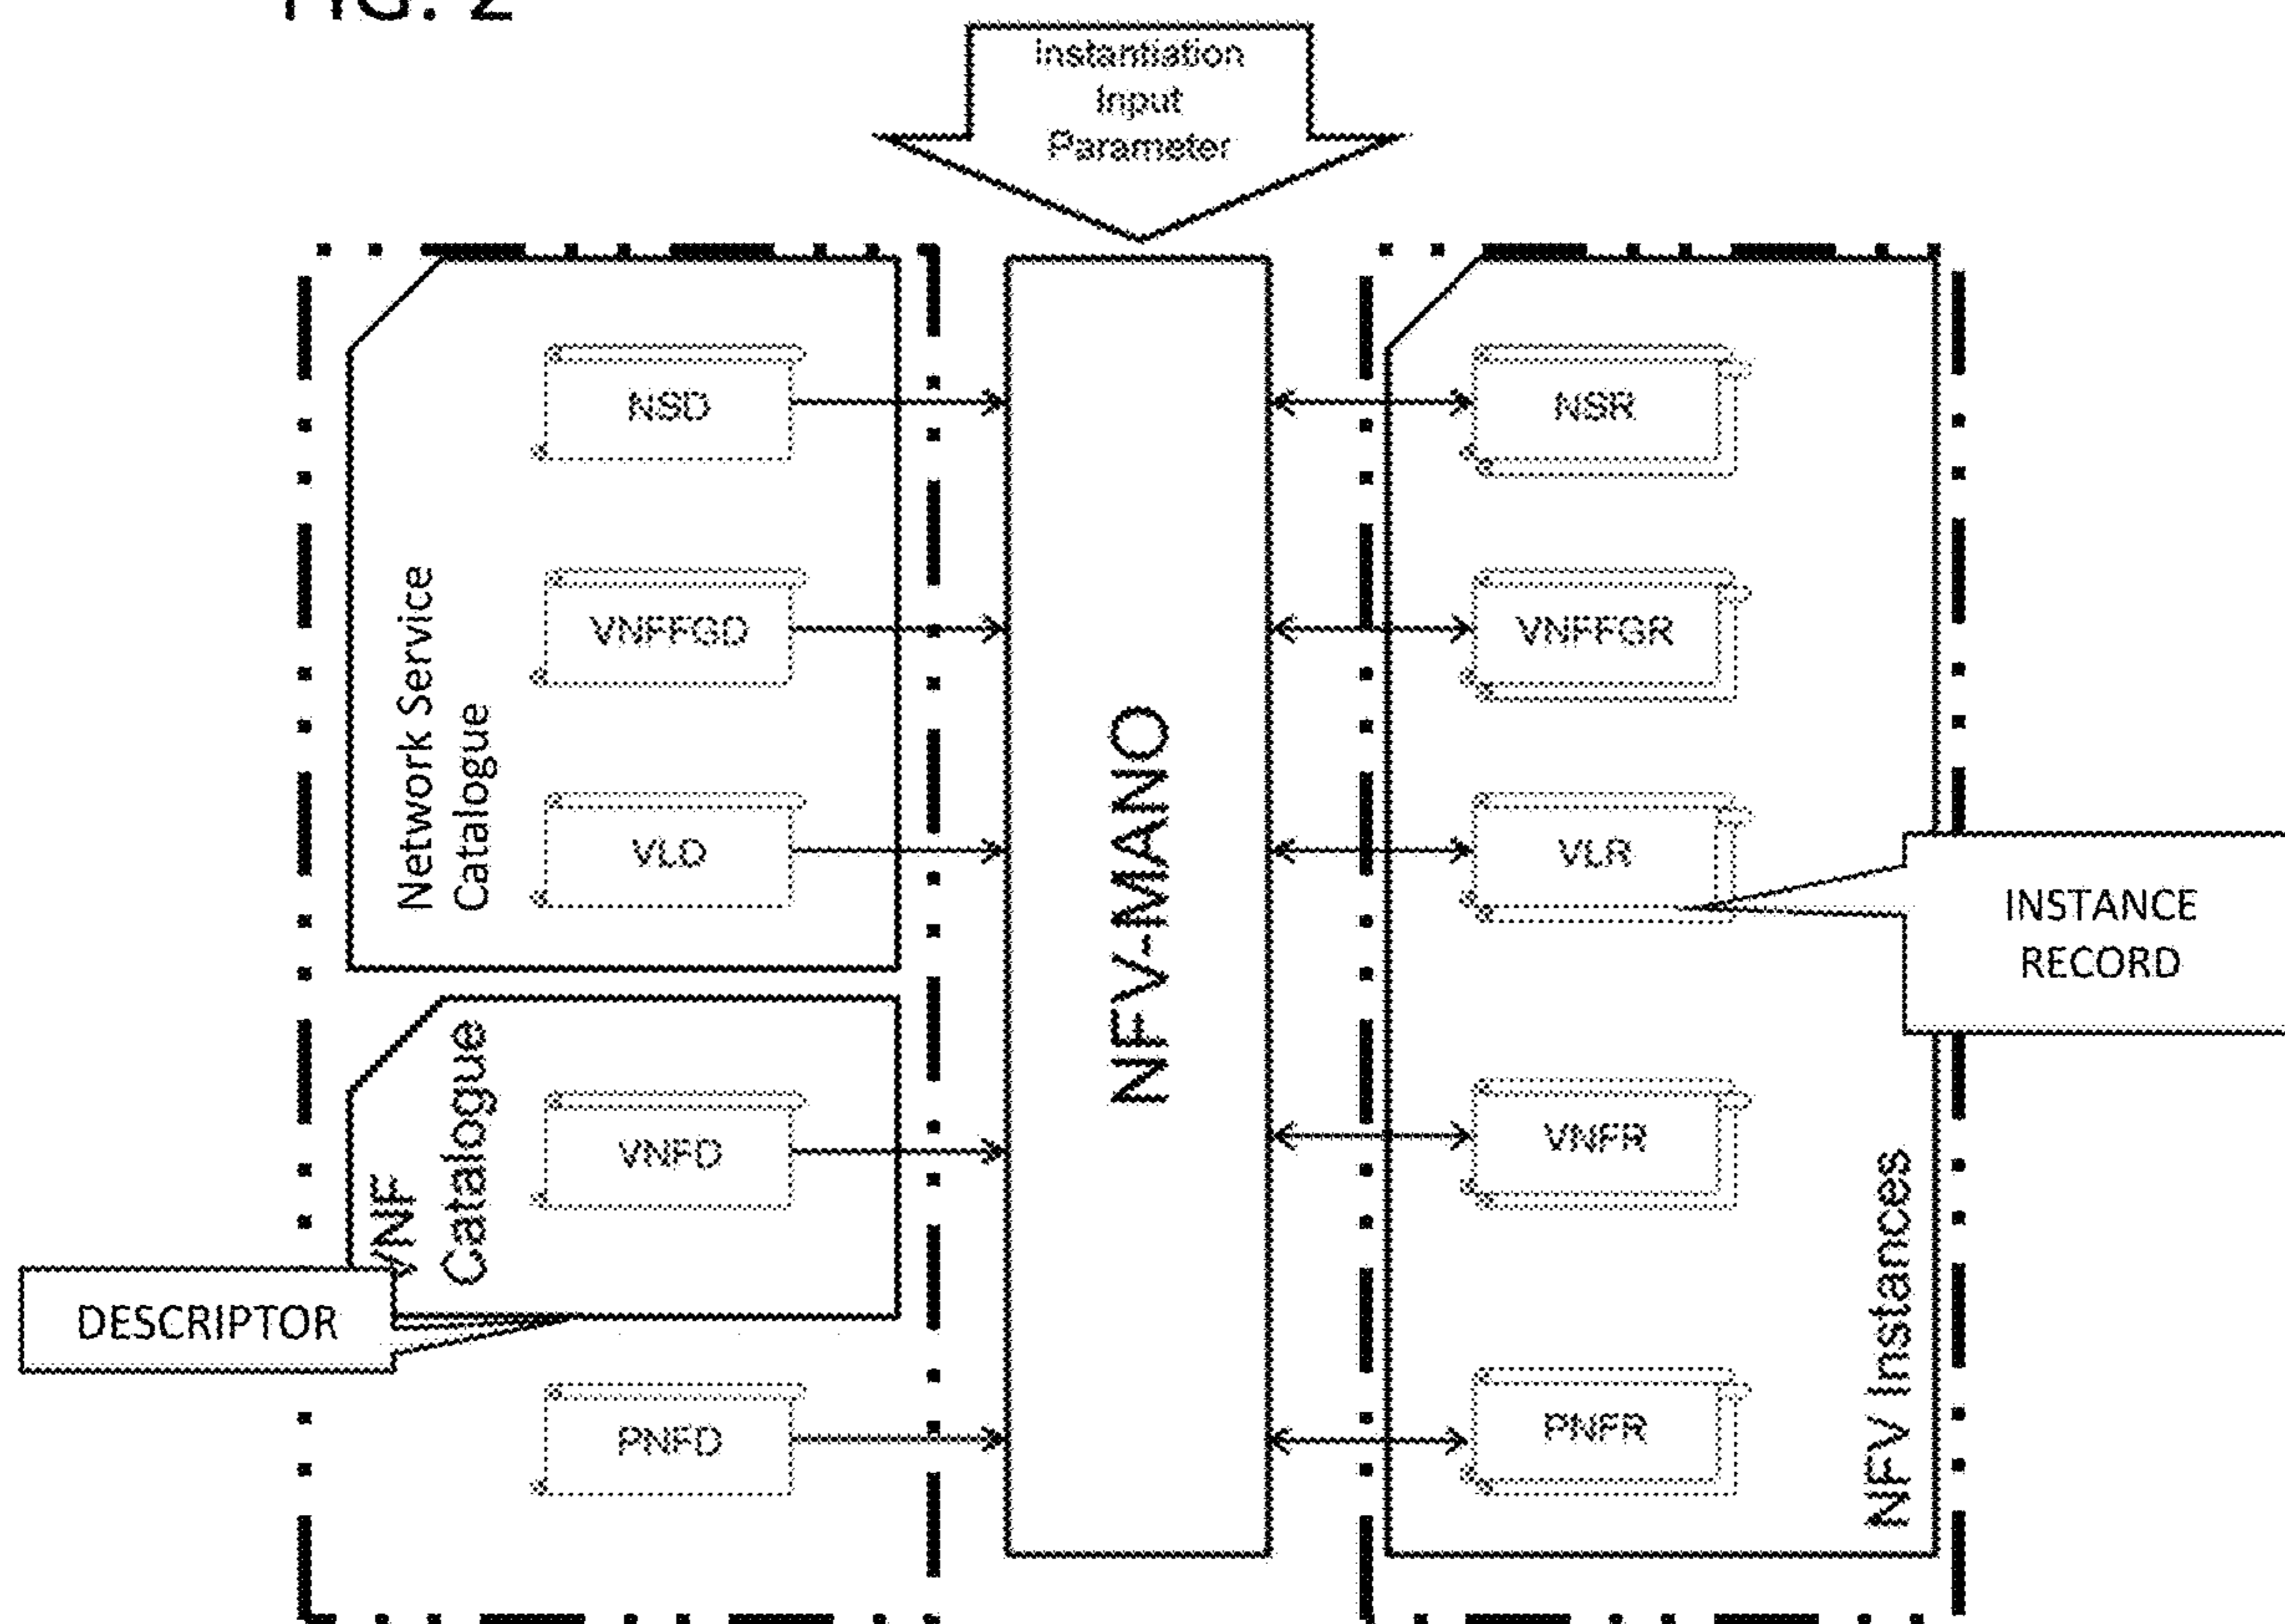 FIG. 2
Instantiation
Input
Parameter
NSD
VNFFGD
VLD
Network Service
Catalogue
VNFD
VNF
Catalogue
DESCRIPTOR
PNFD
NFV-MANO
NSR
VNFFGR
VLR
INSTANCE
RECORD
VNFR
PNFR
NFV Instances